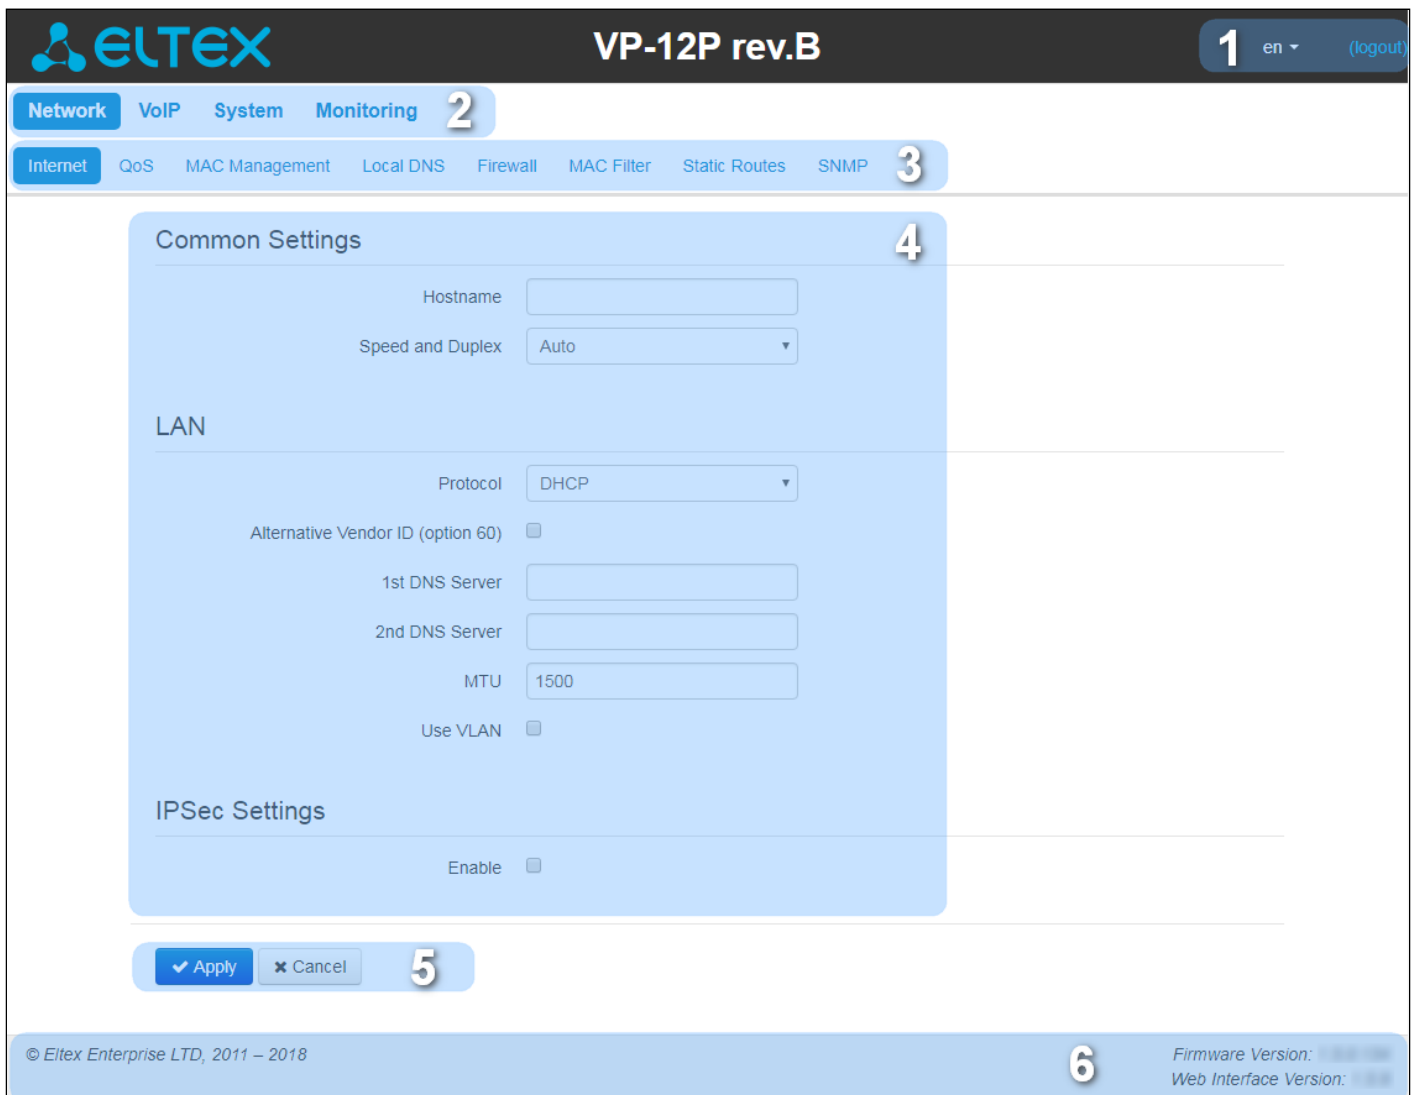 ELTEX
VP-12P rev.B
1
en
(logout)
Network VoIP System Monitoring 2
Internet QoS MAC Management Local DNS Firewall MAC Filter Static Routes SNMP 3
Common Settings 4
Hostname
Speed and Duplex Auto
LAN
Protocol DHCP
Alternative Vendor ID (option 60)
1st DNS Server
2nd DNS Server
MTU 1500
Use VLAN
IPSec Settings
Enable
Apply Cancel 5
© Eltex Enterprise LTD, 2011 – 2018
6
Firmware Version:
Web Interface Version: